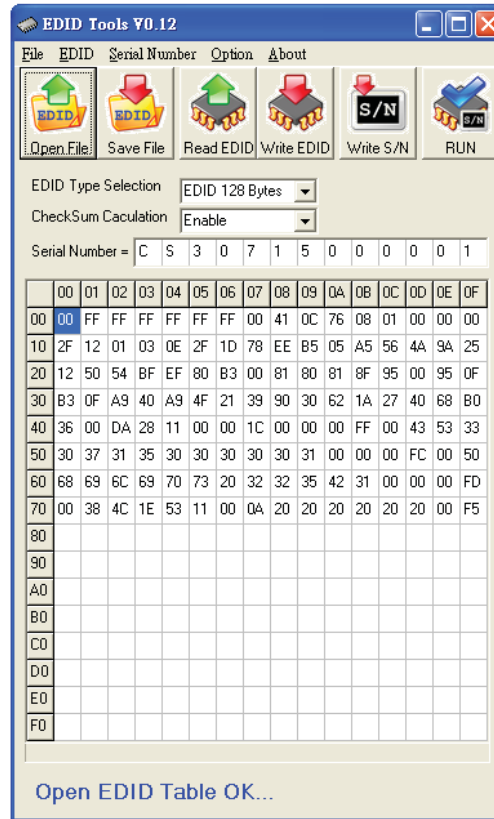 EDID Tools V0.12
File EDID Serial Number Option About
EDID EDID S/N S/N
Open File Save File Read EDID Write EDID Write S/N RUN
EDID Type Selection EDID 128 Bytes
CheckSum Caculation Enable
Serial Number = C S 3 0 7 1 5 0 0 0 0 0 1
00 01 02 03 04 05 06 07 08 09 0A 0B 0C 0D 0E 0F
00 00 FF FF FF FF FF FF 00 41 0C 76 08 01 00 00 00
10 2F 12 01 03 0E 2F 1D 78 EE B5 05 A5 56 4A 9A 25
20 12 50 54 BF EF 80 B3 00 81 80 81 8F 95 00 95 0F
30 B3 0F A9 40 A9 4F 21 39 90 30 62 1A 27 40 68 B0
40 36 00 DA 28 11 00 00 1C 00 00 00 FF 00 43 53 33
50 30 37 31 35 30 30 30 30 30 31 00 00 00 FC 00 50
60 68 69 6C 69 70 73 20 32 32 35 42 31 00 00 00 FD
70 00 38 4C 1E 53 11 00 0A 20 20 20 20 20 20 00 F5
80
90
A0
B0
C0
D0
E0
F0
Open EDID Table OK...